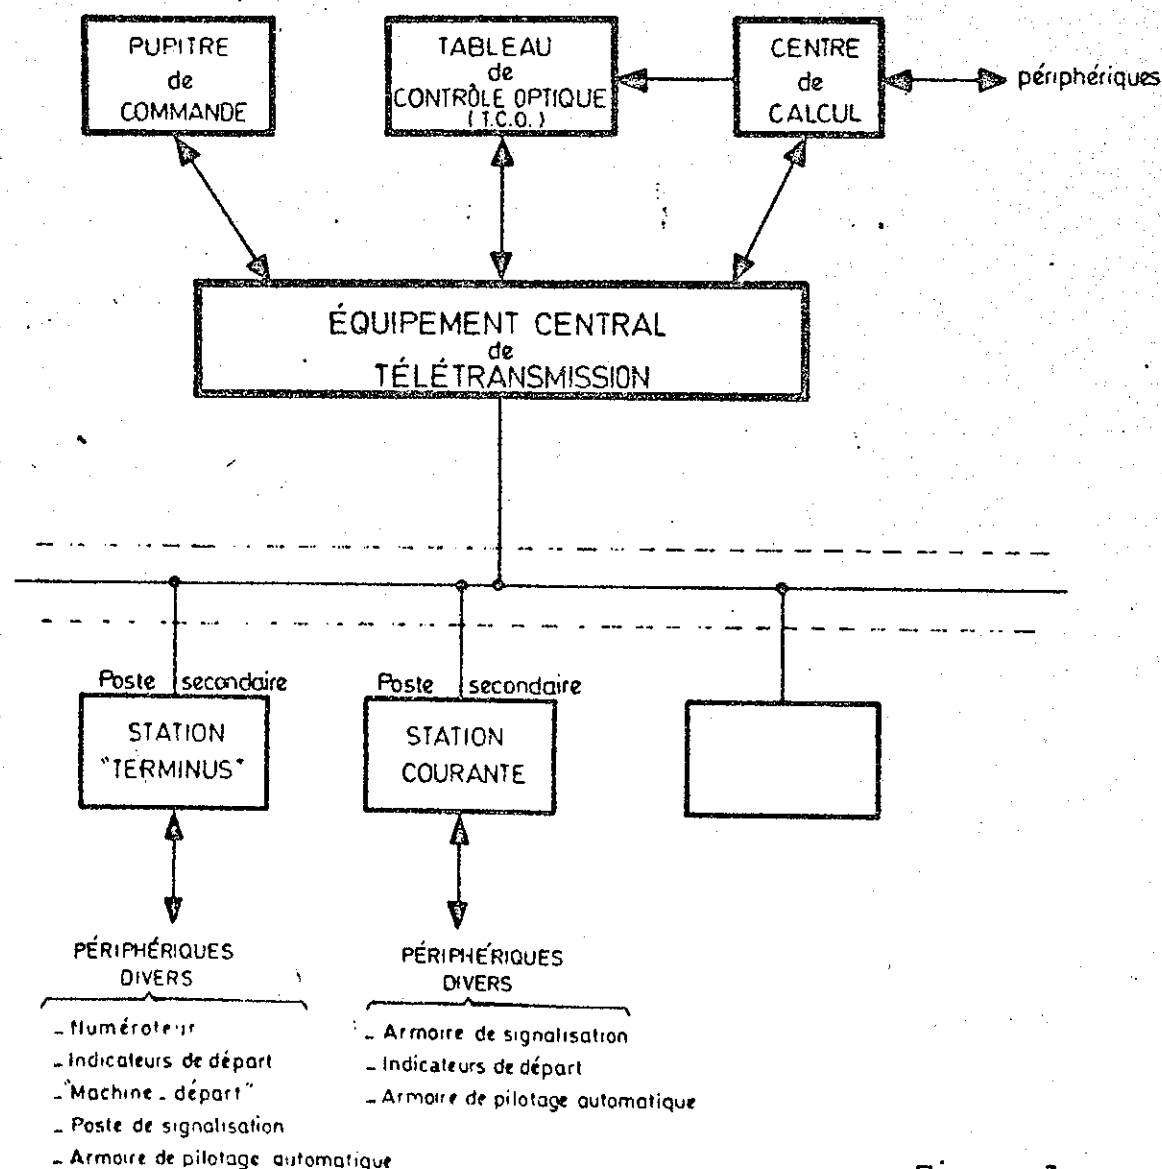 PUPITRE
de
COMMANDE
TABLEAU
de
CONTRÔLE OPTIQUE
(T.C.O.)
CENTRE
de
CALCUL
périphériques
ÉQUIPEMENT CENTRAL
de
TÉLÉTRANSMISSION
Poste secondaire
STATION
"TERMINUS"
Poste secondaire
STATION
COURANTE
PÉRIPHÉRIQUES
DIVERS
- Numéroteur
- Indicateurs de départ
- "Machine - départ"
- Poste de signalisation
- Armoire de pilotage automatique
PÉRIPHÉRIQUES
DIVERS
- Armoire de signalisation
- Indicateurs de départ
- Armoire de pilotage automatique